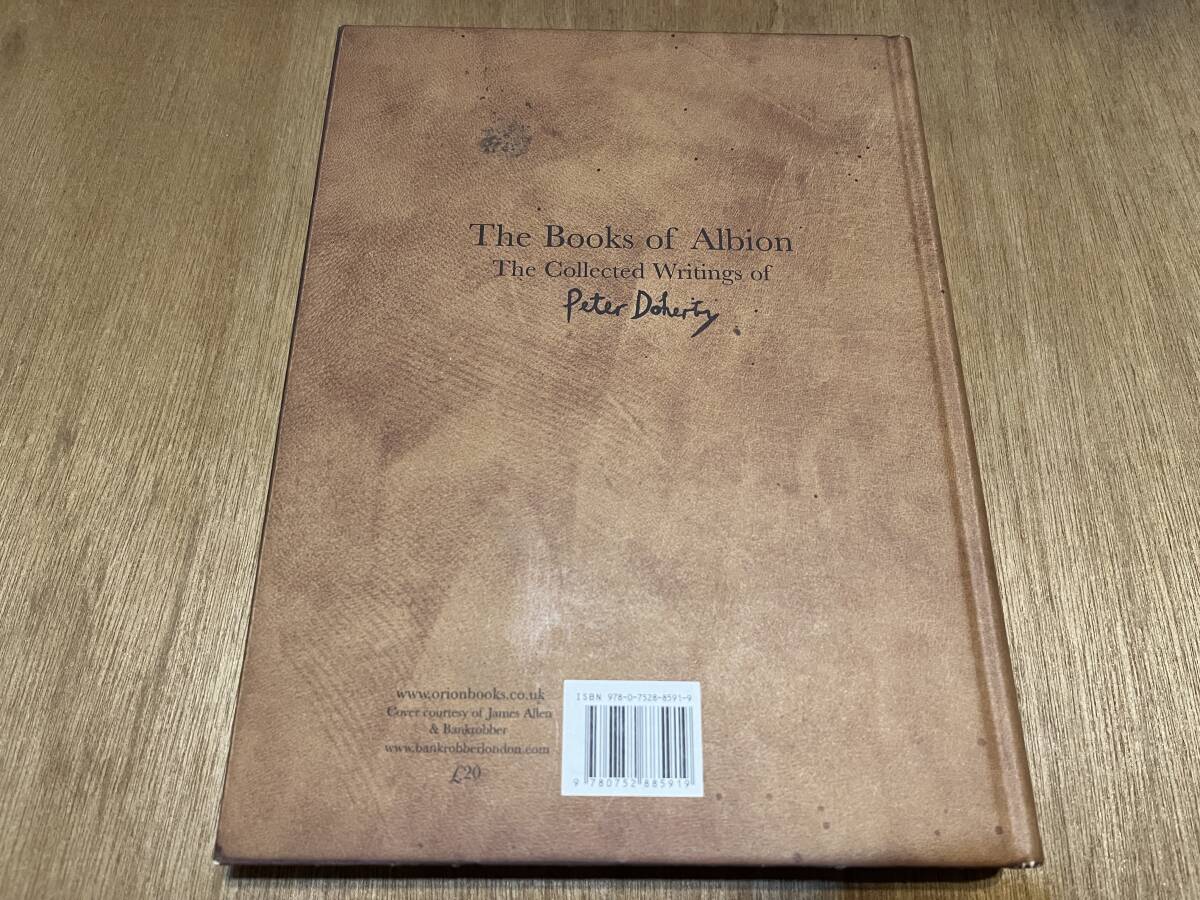 The Books of Albion
The Collected Writings of
Peter Doherty
www.orionbooks.co.uk
Cover courtesy of James Allen
& Bankrobber
www.bankrobberlondon.com
£20
ISBN 978-0-7528-8591-9
9 780752 885919